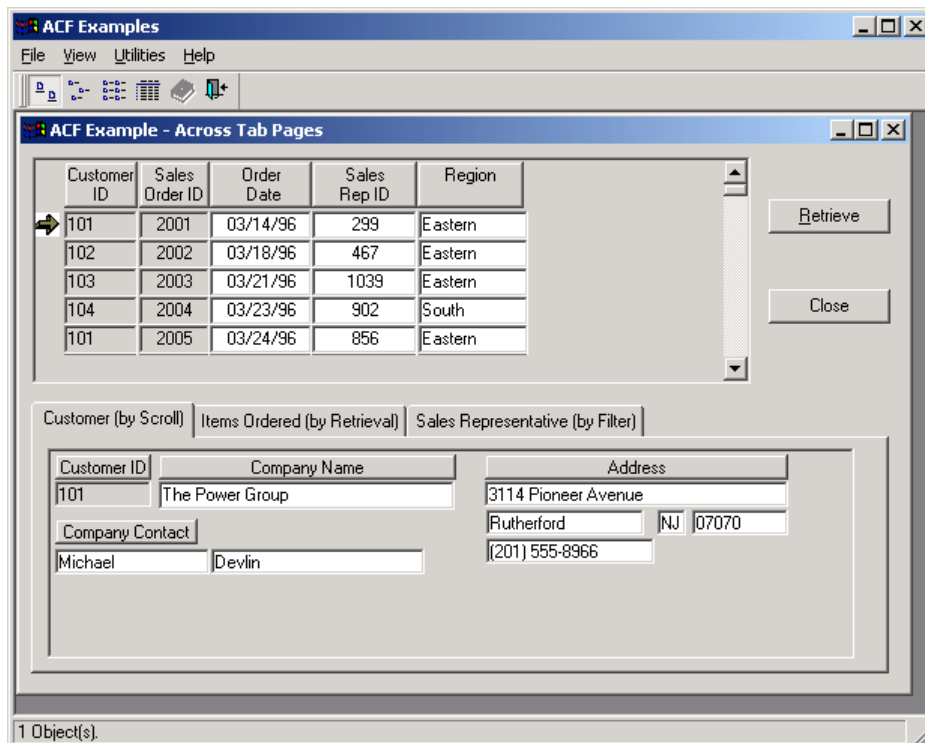 ACF Examples
File View Utilities Help
ACF Example - Across Tab Pages
Customer ID Sales Order ID Order Date Sales Rep ID Region
101 2001 03/14/96 299 Eastern
102 2002 03/18/96 467 Eastern
103 2003 03/21/96 1039 Eastern
104 2004 03/23/96 902 South
101 2005 03/24/96 856 Eastern
Retrieve
Close
Customer (by Scroll) Items Ordered (by Retrieval) Sales Representative (by Filter)
Customer ID Company Name Address
101 The Power Group 3114 Pioneer Avenue
Rutherford NJ 07070
Company Contact
(201) 555-8966
Michael Devlin
1 Object(s).